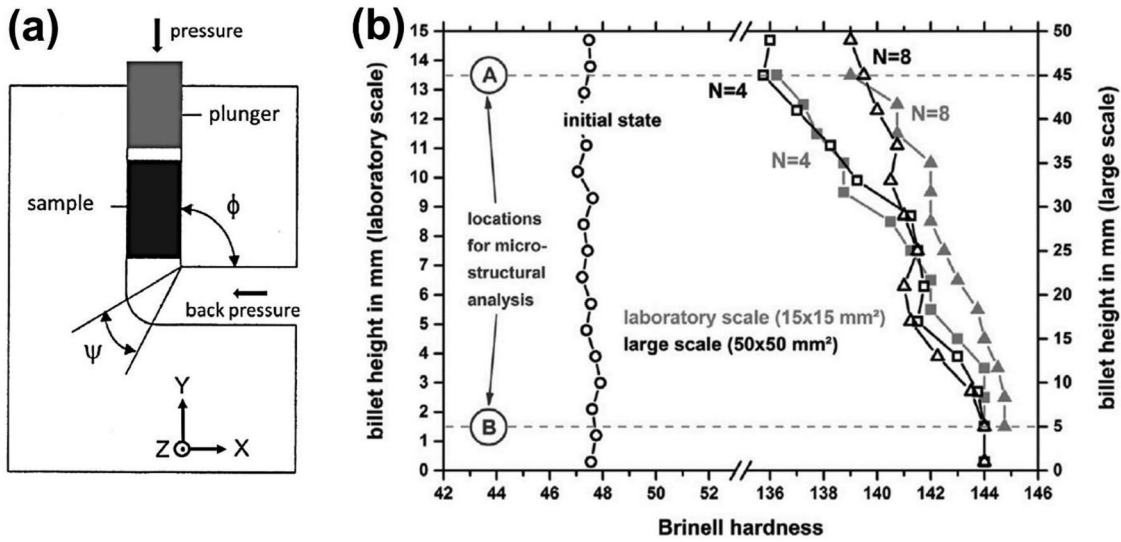 (a)
pressure
plunger
sample
ϕ
back pressure
ψ
Y
Z
X
(b)
billet height in mm (laboratory scale)
15
14
13
12
11
10
9
8
7
6
5
4
3
2
1
0
A
locations
for micro-
structural
analysis
B
initial state
N=4
N=8
N=8
N=4
laboratory scale (15x15 mm²)
large scale (50x50 mm²)
50
45
40
35
30
25
20
15
10
5
0
billet height in mm (large scale)
42 44 46 48 50 52 136 138 140 142 144 146
Brinell hardness